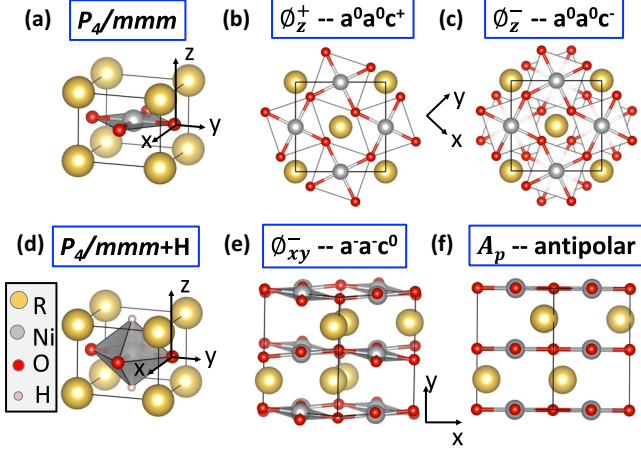 (a) P₄/mmm
(b) ∅z⁺ -- a⁰a⁰c⁺
(c) ∅z⁻ -- a⁰a⁰c⁻
z
y
x
y
x
(d) P₄/mmm+H
(e) ∅xy⁻ -- a⁻a⁻c⁰
(f) Aₚ -- antipolar
R
Ni
O
H
z
y
x
y
x